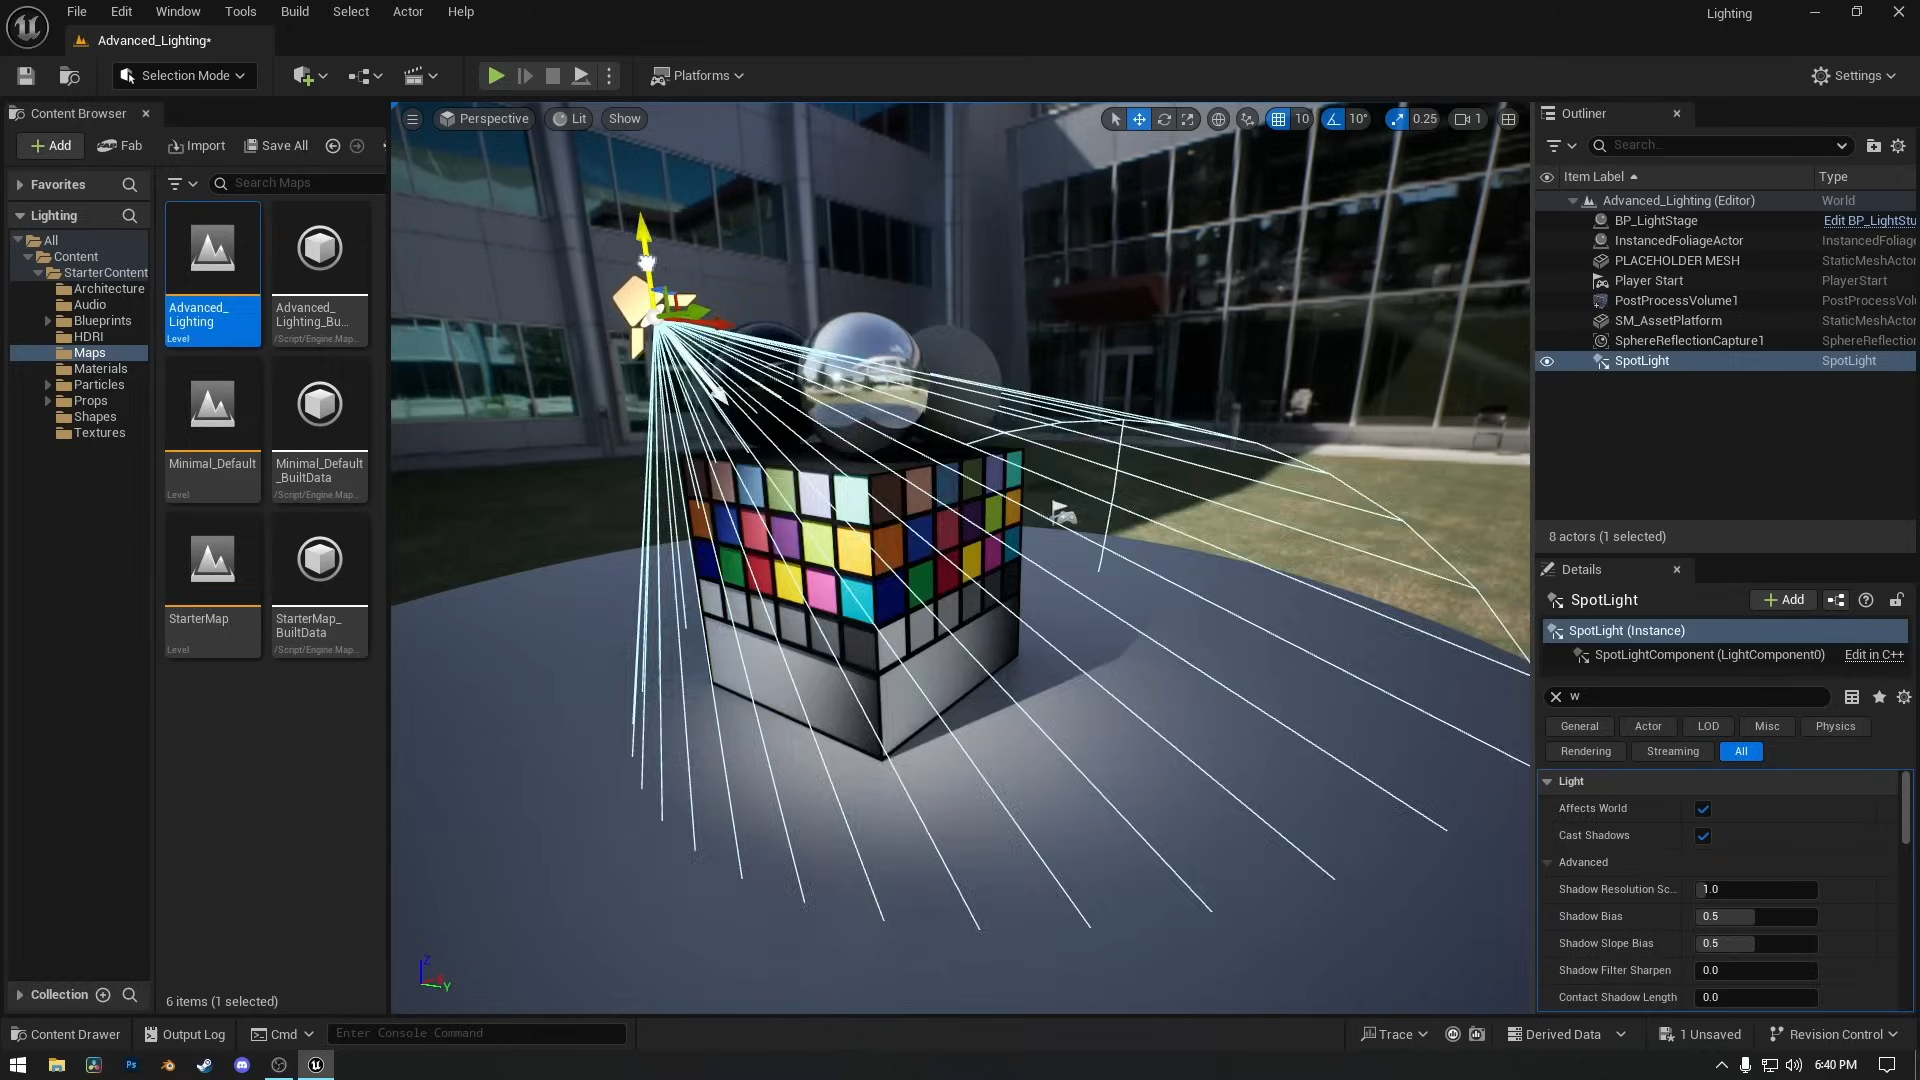 File Edit Window Tools Build Select Actor Help
Lighting
Advanced_Lighting*
Selection Mode
Platforms
Settings
Content Browser
Add Fab Import Save All
Favorites
Lighting
All
Content
StarterContent
Architecture
Audio
Blueprints
HDRI
Maps
Materials
Particles
Props
Shapes
Textures
Collection
Search Maps
Advanced_
Lighting
Level
Advanced_
Lighting_Bu...
/Script/Engine.Map...
Minimal_Default
Level
Minimal_Default
_BuiltData
/Script/Engine.Map...
StarterMap
Level
StarterMap_
BuiltData
/Script/Engine.Map...
6 items (1 selected)
Perspective Lit Show
10 10° 0.25 1
Z
Y
Outliner
Search...
Item Label Type
Advanced_Lighting (Editor) World
BP_LightStage Edit BP_LightStu
InstancedFoliageActor InstancedFoliage
PLACEHOLDER MESH StaticMeshActor
Player Start PlayerStart
PostProcessVolume1 PostProcessVolu
SM_AssetPlatform StaticMeshActor
SphereReflectionCapture1 SphereReflection
SpotLight SpotLight
8 actors (1 selected)
Details
SpotLight Add
SpotLight (Instance)
SpotLightComponent (LightComponent0) Edit in C++
w
General Actor LOD Misc Physics
Rendering Streaming All
Light
Affects World
Cast Shadows
Advanced
Shadow Resolution Sc... 1.0
Shadow Bias 0.5
Shadow Slope Bias 0.5
Shadow Filter Sharpen 0.0
Contact Shadow Length 0.0
Content Drawer Output Log Cmd Enter Console Command Trace Derived Data 1 Unsaved Revision Control
Ps
6:40 PM